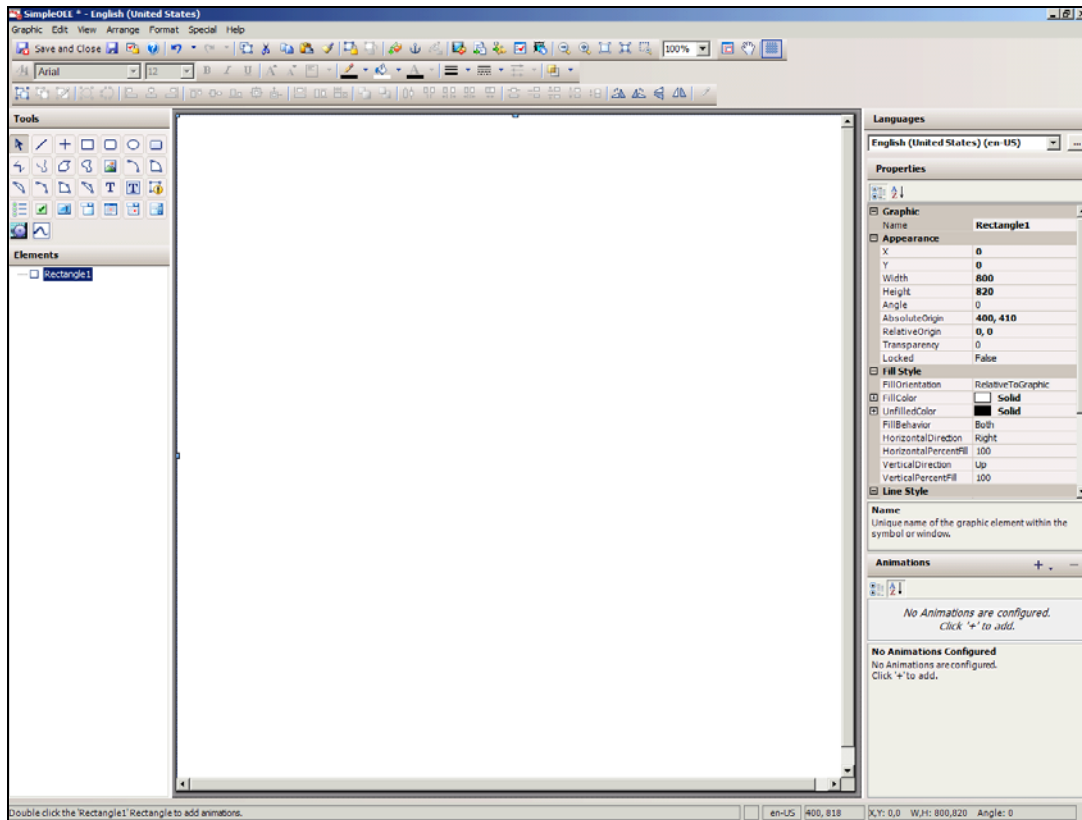 SimpleOEE * - English (United States)
Graphic Edit View Arrange Format Special Help
Save and Close 100%
Arial 12 B I U A A A
Tools
T T
Elements
Rectangle1
Languages
English (United States) (en-US) ...
Properties
Graphic
Name Rectangle1
Appearance
X 0
Y 0
Width 800
Height 820
Angle 0
AbsoluteOrigin 400, 410
RelativeOrigin 0, 0
Transparency 0
Locked False
Fill Style
FillOrientation RelativeToGraphic
FillColor Solid
UnfilledColor Solid
FillBehavior Both
HorizontalDirection Right
HorizontalPercentFill 100
VerticalDirection Up
VerticalPercentFill 100
Line Style
Name
Unique name of the graphic element within the
symbol or window.
Animations
No Animations are configured.
Click '+' to add.
No Animations Configured
No Animations are configured.
Click '+' to add.
Double click the 'Rectangle1' Rectangle to add animations. en-US 400, 818 X,Y: 0,0 W,H: 800,820 Angle: 0